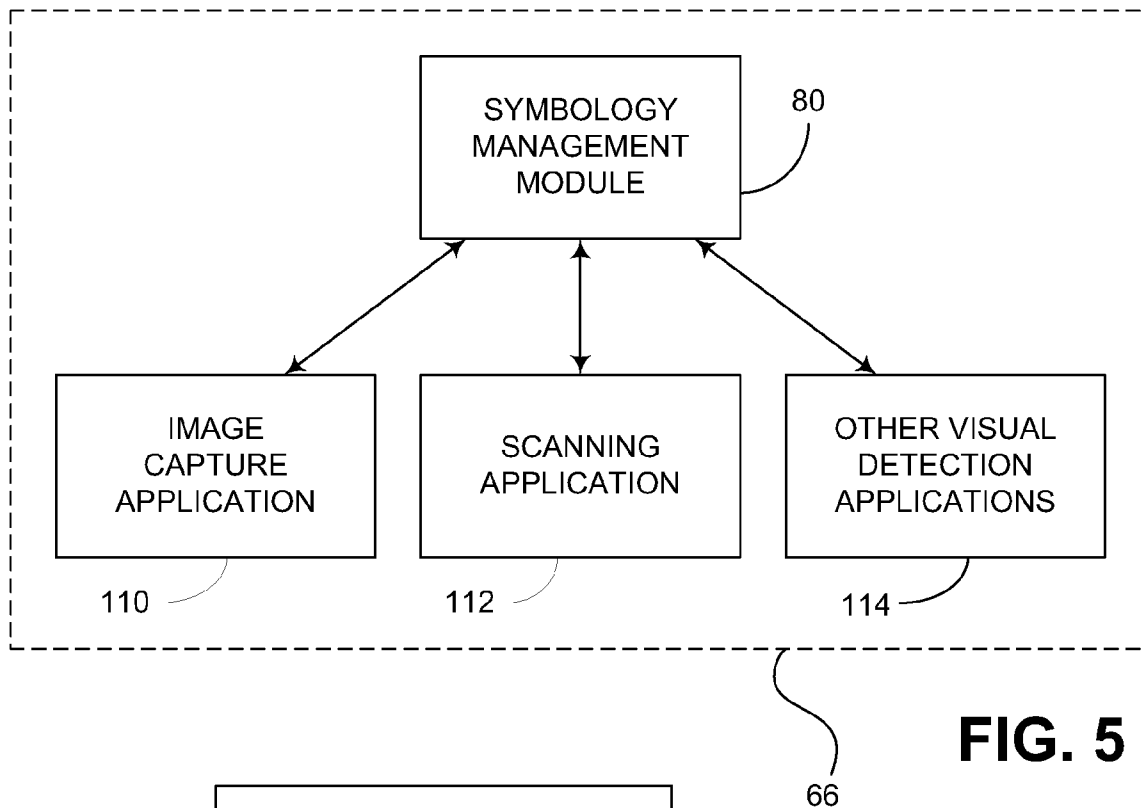 SYMBOLOGY
MANAGEMENT
MODULE
80
IMAGE
CAPTURE
APPLICATION
SCANNING
APPLICATION
OTHER VISUAL
DETECTION
APPLICATIONS
110
112
114
FIG. 5
66